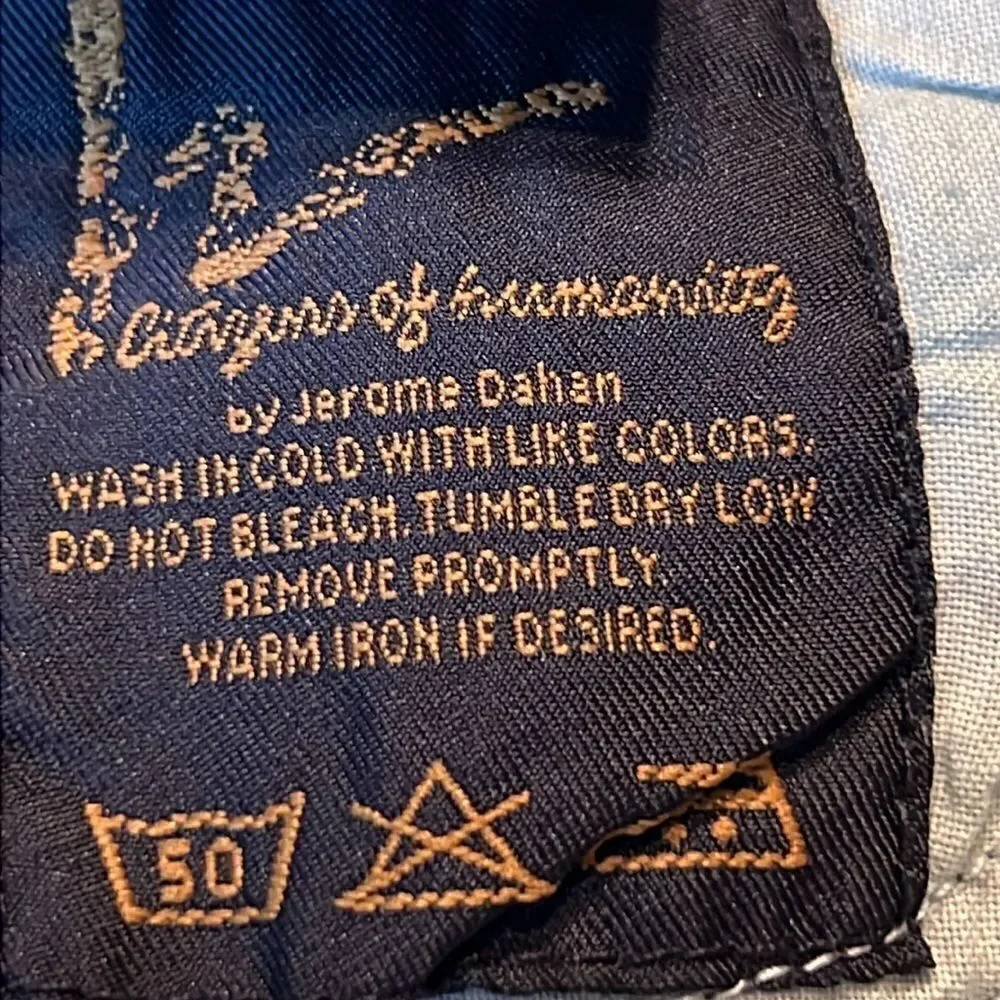 Citizens of humanity
by Jerome Dahan
WASH IN COLD WITH LIKE COLORS.
DO NOT BLEACH. TUMBLE DRY LOW
REMOVE PROMPTLY.
WARM IRON IF DESIRED.
50